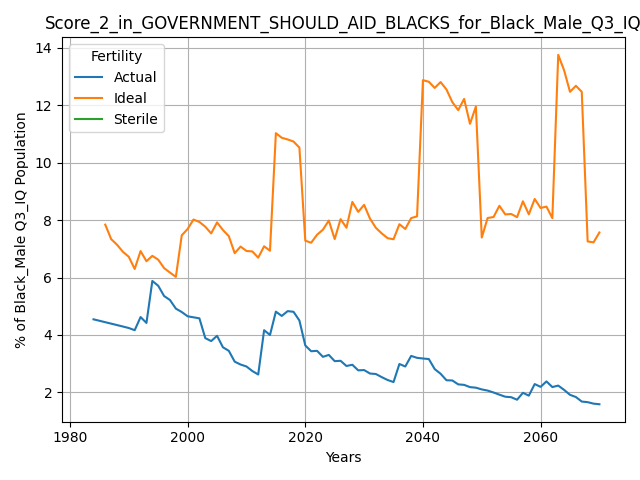 Score_2_in_GOVERNMENT_SHOULD_AID_BLACKS_for_Black_Male_Q3_IQ
% of Black_Male Q3_IQ Population
14
12
10
8
6
4
2
Fertility
Actual
Ideal
Sterile
1980
2000
2020
2040
2060
Years